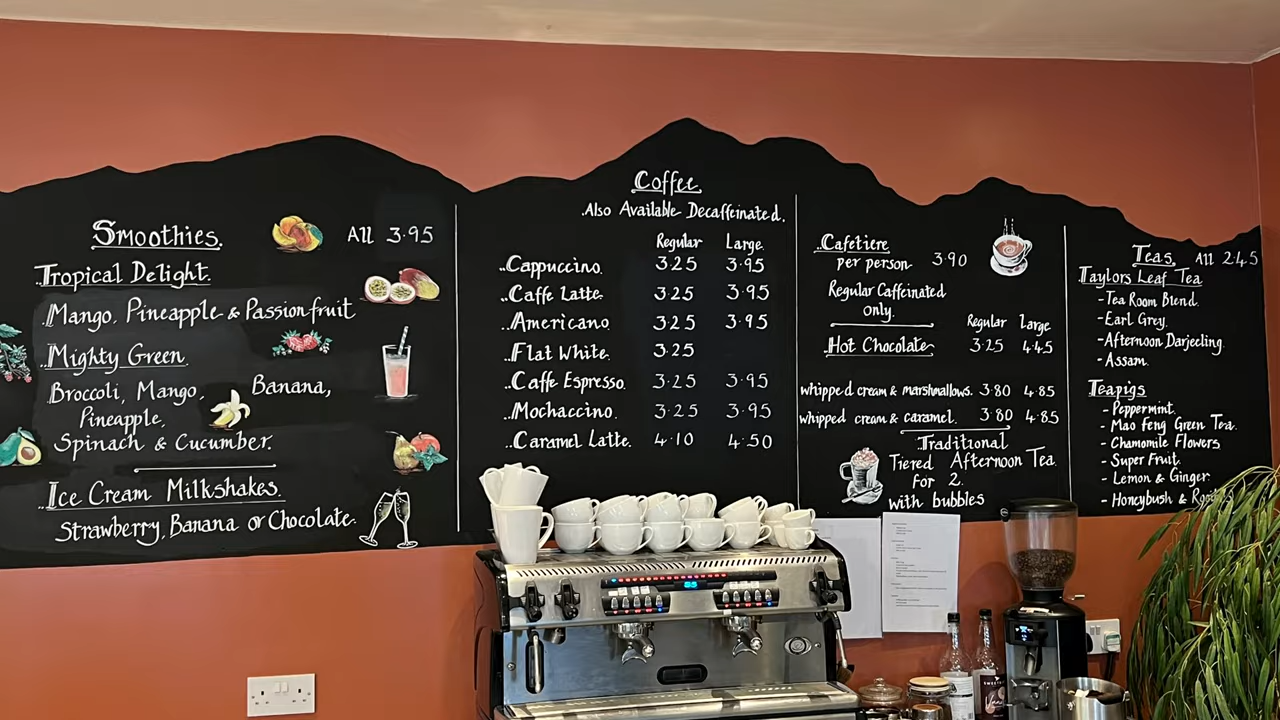 Smoothies. All 3.95
Tropical Delight.
Mango, Pineapple & Passionfruit
Mighty Green.
Broccoli, Mango, Banana,
Pineapple.
Spinach & Cucumber.
Ice Cream Milkshakes.
Strawberry, Banana or Chocolate.
Coffee.
Also Available Decaffeinated.
Regular Large.
Cappuccino. 3.25 3.95
Caffe Latte. 3.25 3.95
Americano. 3.25 3.95
Flat White. 3.25
Caffe Espresso. 3.25 3.95
Mochaccino. 3.25 3.95
Caramel Latte. 4.10 4.50
Cafetiere
per person 3.90
Regular Caffeinated
only.
Regular Large
Hot Chocolate 3.25 4.45
whipped cream & marshmallows. 3.80 4.85
whipped cream & caramel. 3.80 4.85
Traditional
Tiered Afternoon Tea.
For 2.
with bubbles
Teas. All 2.45
Taylors Leaf Tea
-Tea Room Blend.
-Earl Grey.
-Afternoon Darjeeling.
-Assam.
Teapigs
- Peppermint.
- Mao feng Green Tea.
- Chamomile Flowers
- Super Fruit.
- Lemon & Ginger.
- Honeybush &